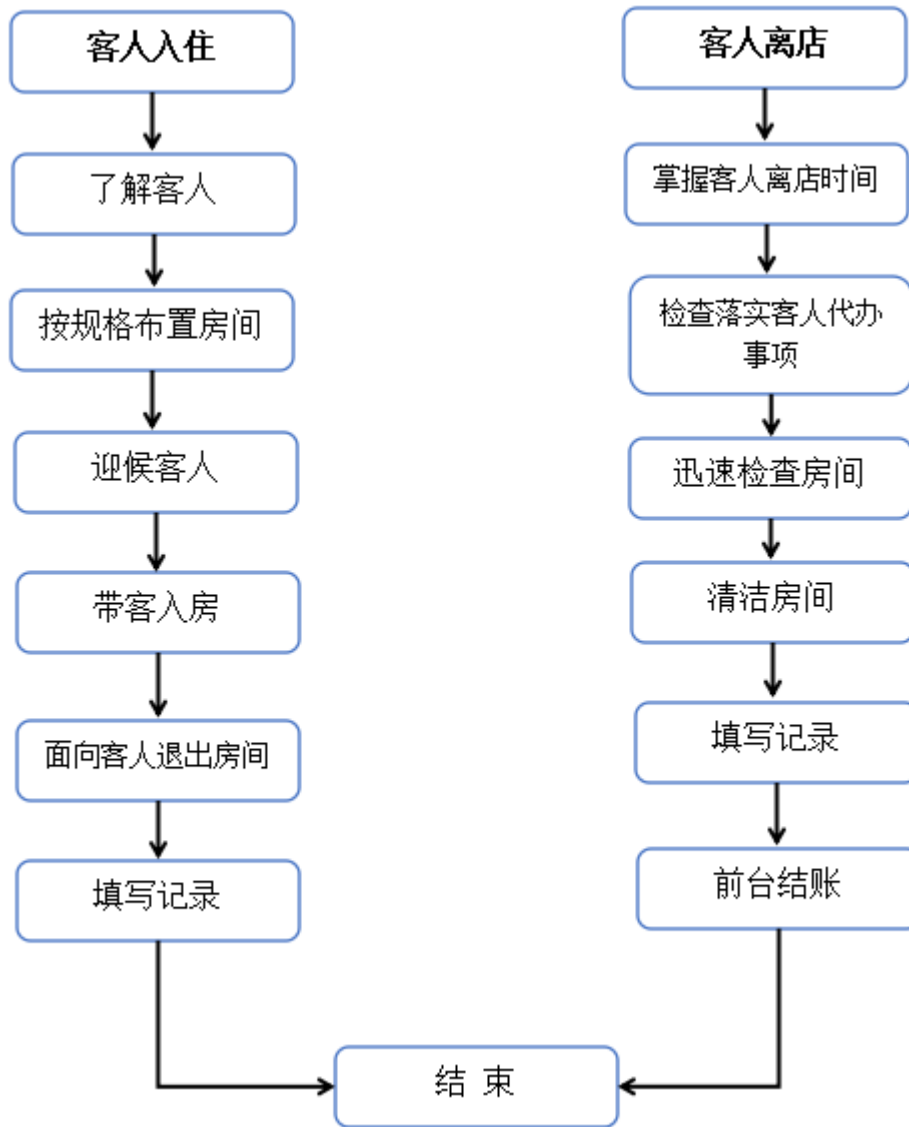 客人入住
了解客人
按规格布置房间
迎候客人
带客入房
面向客人退出房间
填写记录
客人离店
掌握客人离店时间
检查落实客人代办
事项
迅速检查房间
清洁房间
填写记录
前台结账
结 束